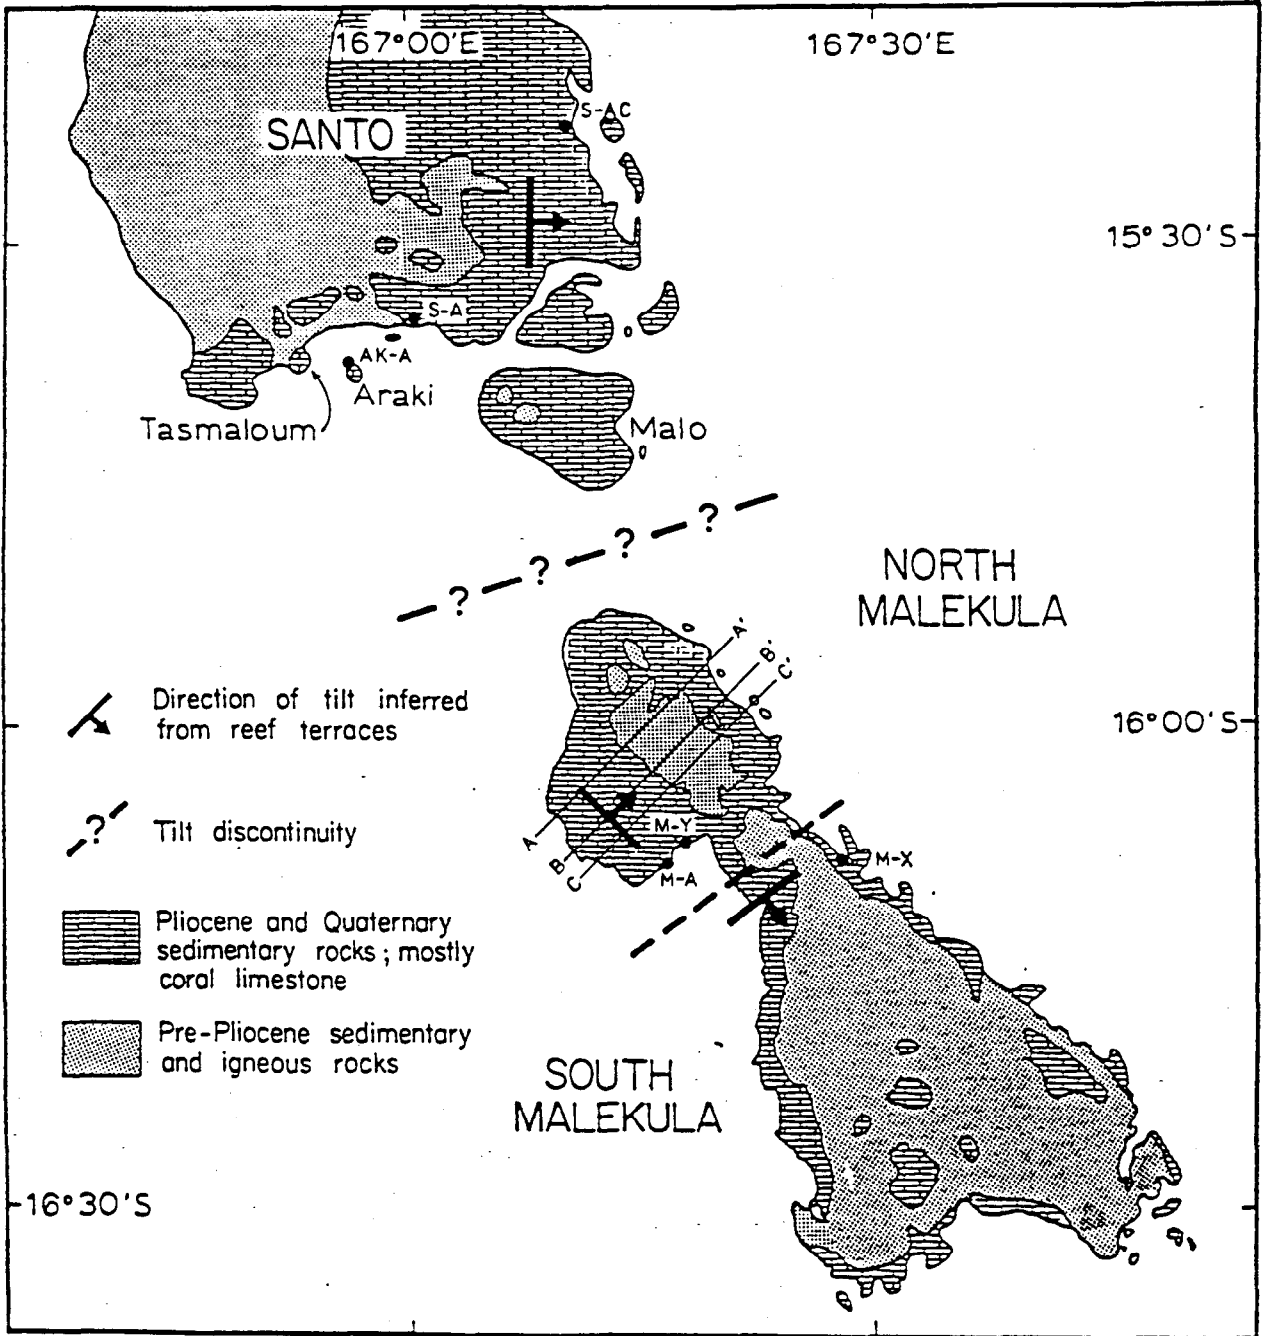 167°00'E
167°30'E
S-AC
SANTO
15°30'S
S-A
AK-A
Araki
Tasmaloum
Malo
?
?
?
?
NORTH
MALEKULA
A'
B'
C'
Direction of tilt inferred
from reef terraces
16°00'S
? Tilt discontinuity
M-Y
A
B
C
M-A
M-X
Pliocene and Quaternary
sedimentary rocks; mostly
coral limestone
Pre-Pliocene sedimentary
and igneous rocks
SOUTH
MALEKULA
16°30'S